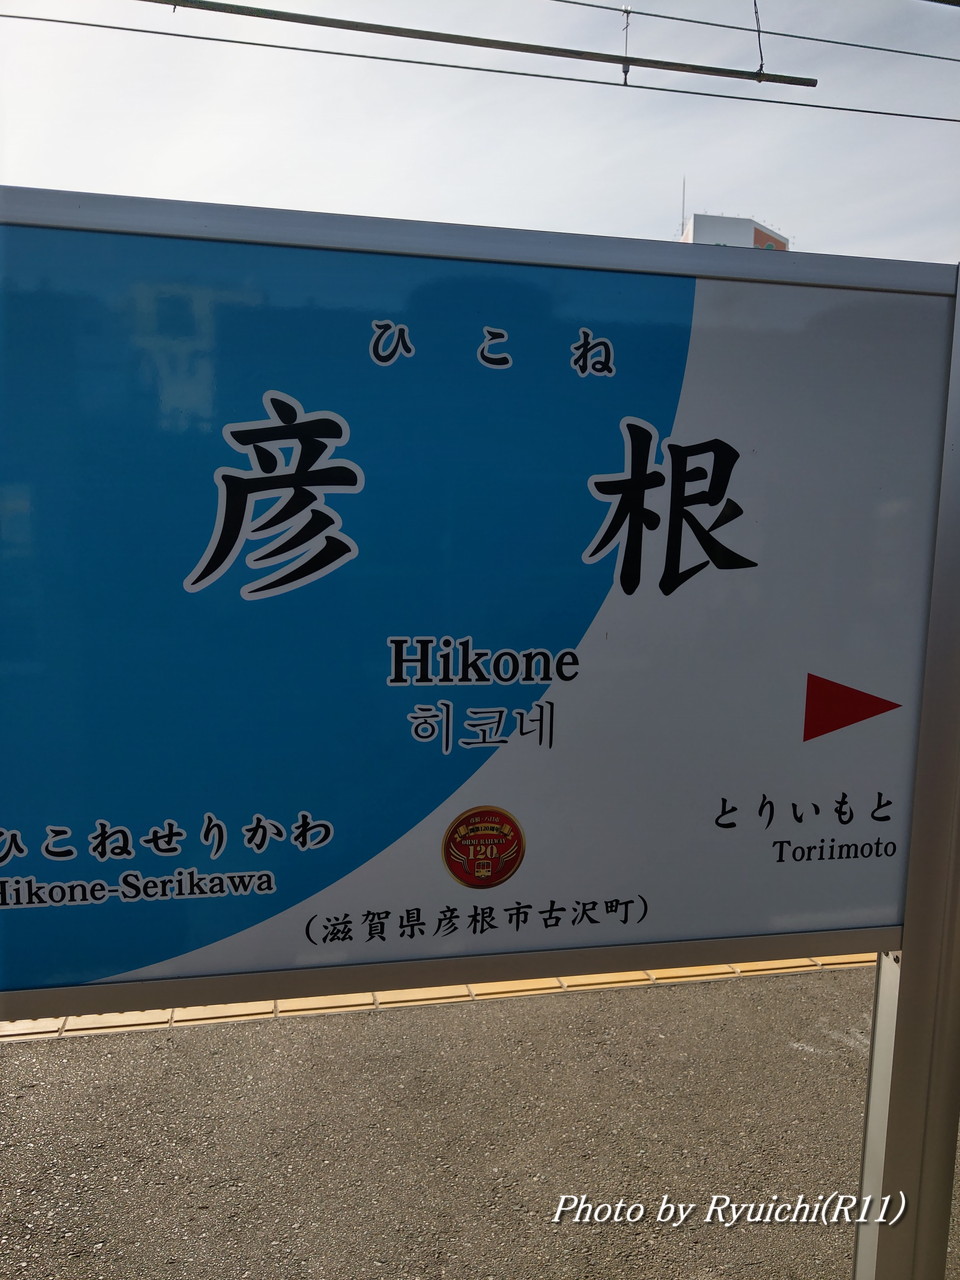 ひこね
彦根
Hikone
히코네
ひこねせりかわ
Hikone-Serikawa
とりいもと
Toriimoto
OHMI RAILWAY
120
(滋賀県彦根市古沢町)
Photo by Ryuichi(R11)